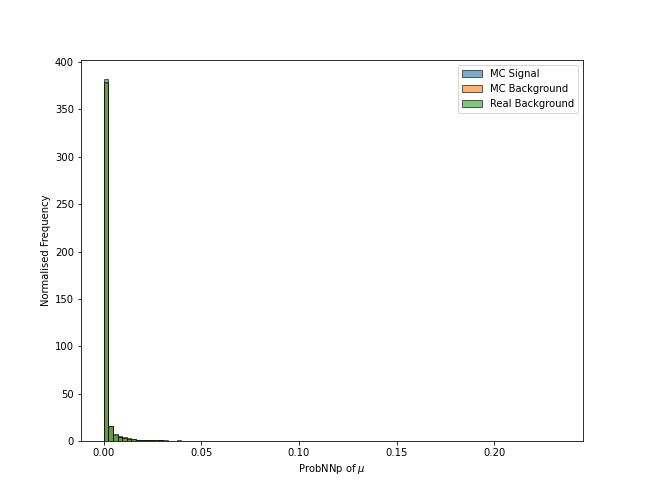 MC Signal
MC Background
Real Background
Normalised Frequency
400
350
300
250
200
150
100
50
0
0.00 0.05 0.10 0.15 0.20
ProbNNp of μ